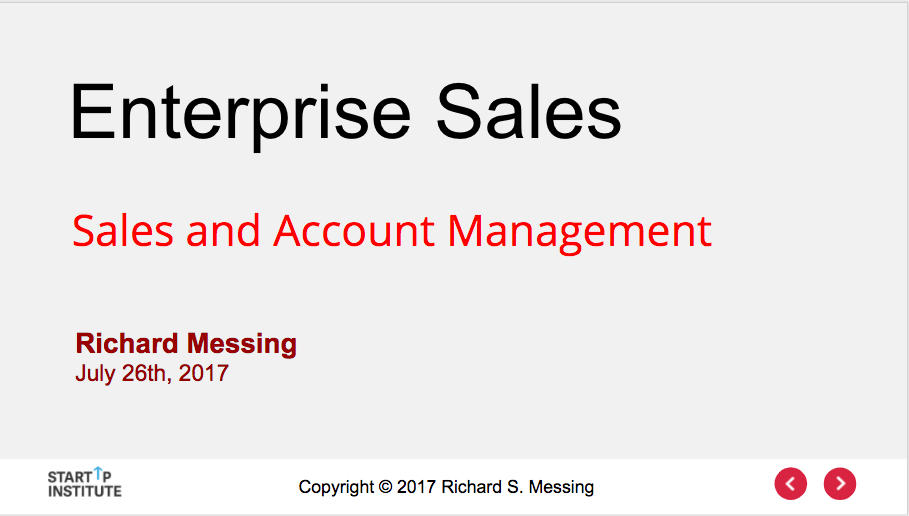 Enterprise Sales
Sales and Account Management
Richard Messing
July 26th, 2017
START↑P
INSTITUTE
Copyright © 2017 Richard S. Messing